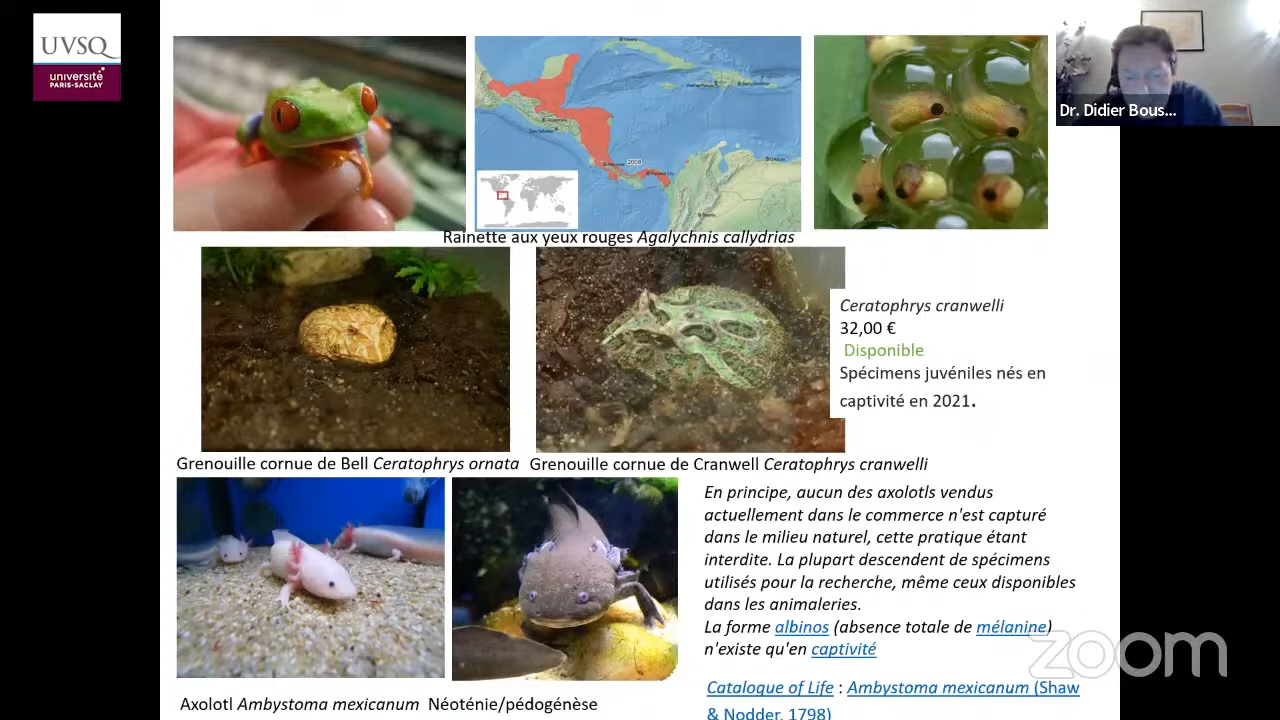 UVSQ
université
PARIS-SACLAY
2008
Dr. Didier Bous...
Rainette aux yeux rouges Agalychnis callydrias
Ceratophrys cranwelli
32,00 €
Disponible
Spécimens juvéniles nés en
captivité en 2021.
Grenouille cornue de Bell Ceratophrys ornata
Grenouille cornue de Cranwell Ceratophrys cranwelli
En principe, aucun des axolotls vendus
actuellement dans le commerce n'est capturé
dans le milieu naturel, cette pratique étant
interdite. La plupart descendent de spécimens
utilisés pour la recherche, même ceux disponibles
dans les animaleries.
La forme albinos (absence totale de mélanine)
n'existe qu'en captivité
zoom
Catalogue of Life : Ambystoma mexicanum (Shaw
& Nodder, 1798)
Axolotl Ambystoma mexicanum Néoténie/pédogénèse